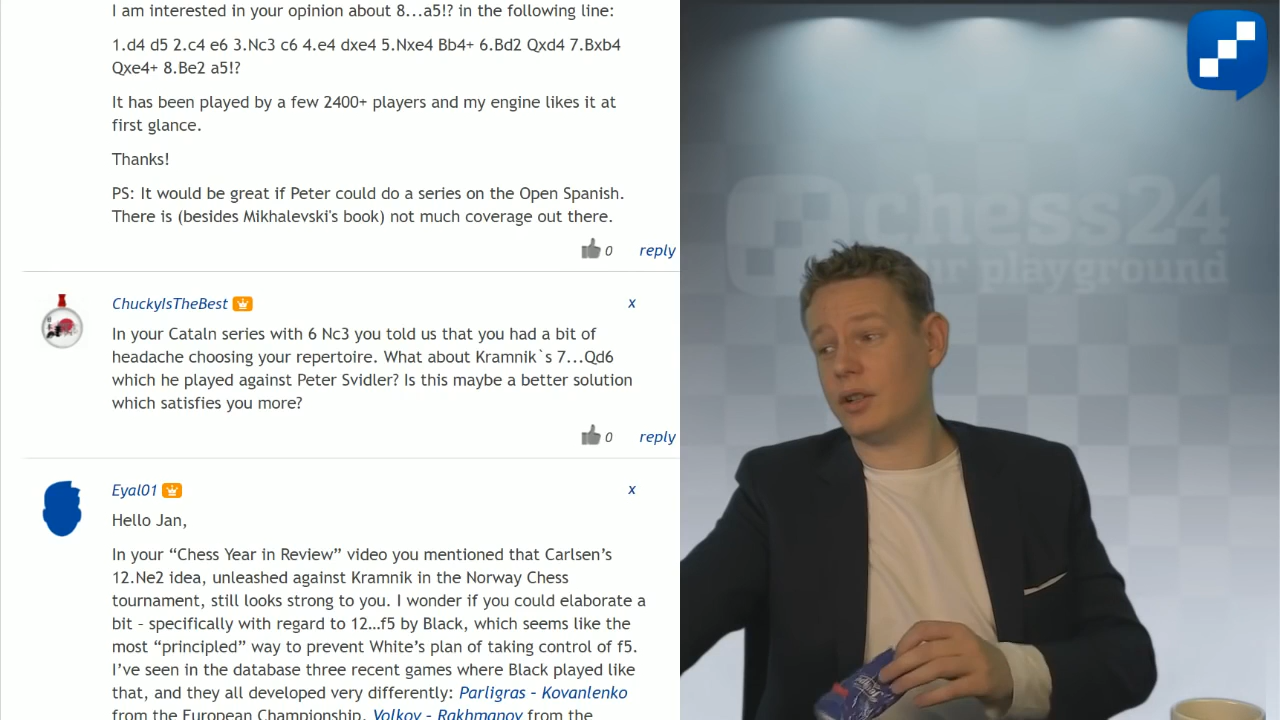 I am interested in your opinion about 8...a5!? in the following line:
1.d4 d5 2.c4 e6 3.Nc3 c6 4.e4 dxe4 5.Nxe4 Bb4+ 6.Bd2 Qxd4 7.Bxb4
Qxe4+ 8.Be2 a5!?
It has been played by a few 2400+ players and my engine likes it at
first glance.
Thanks!
PS: It would be great if Peter could do a series on the Open Spanish.
There is (besides Mikhalevski's book) not much coverage out there.
0 reply
ChuckyIsTheBest x
In your Cataln series with 6 Nc3 you told us that you had a bit of
headache choosing your repertoire. What about Kramnik`s 7...Qd6
which he played against Peter Svidler? Is this maybe a better solution
which satisfies you more?
0 reply
Eyal01 x
Hello Jan,
In your “Chess Year in Review” video you mentioned that Carlsen’s
12.Ne2 idea, unleashed against Kramnik in the Norway Chess
tournament, still looks strong to you. I wonder if you could elaborate a
bit – specifically with regard to 12…f5 by Black, which seems like the
most “principled” way to prevent White’s plan of taking control of f5.
I’ve seen in the database three recent games where Black played like
that, and they all developed very differently: Parligras – Kovanlenko
from the European Championship, Volkov – Rakhmanov from the
chess24
playground